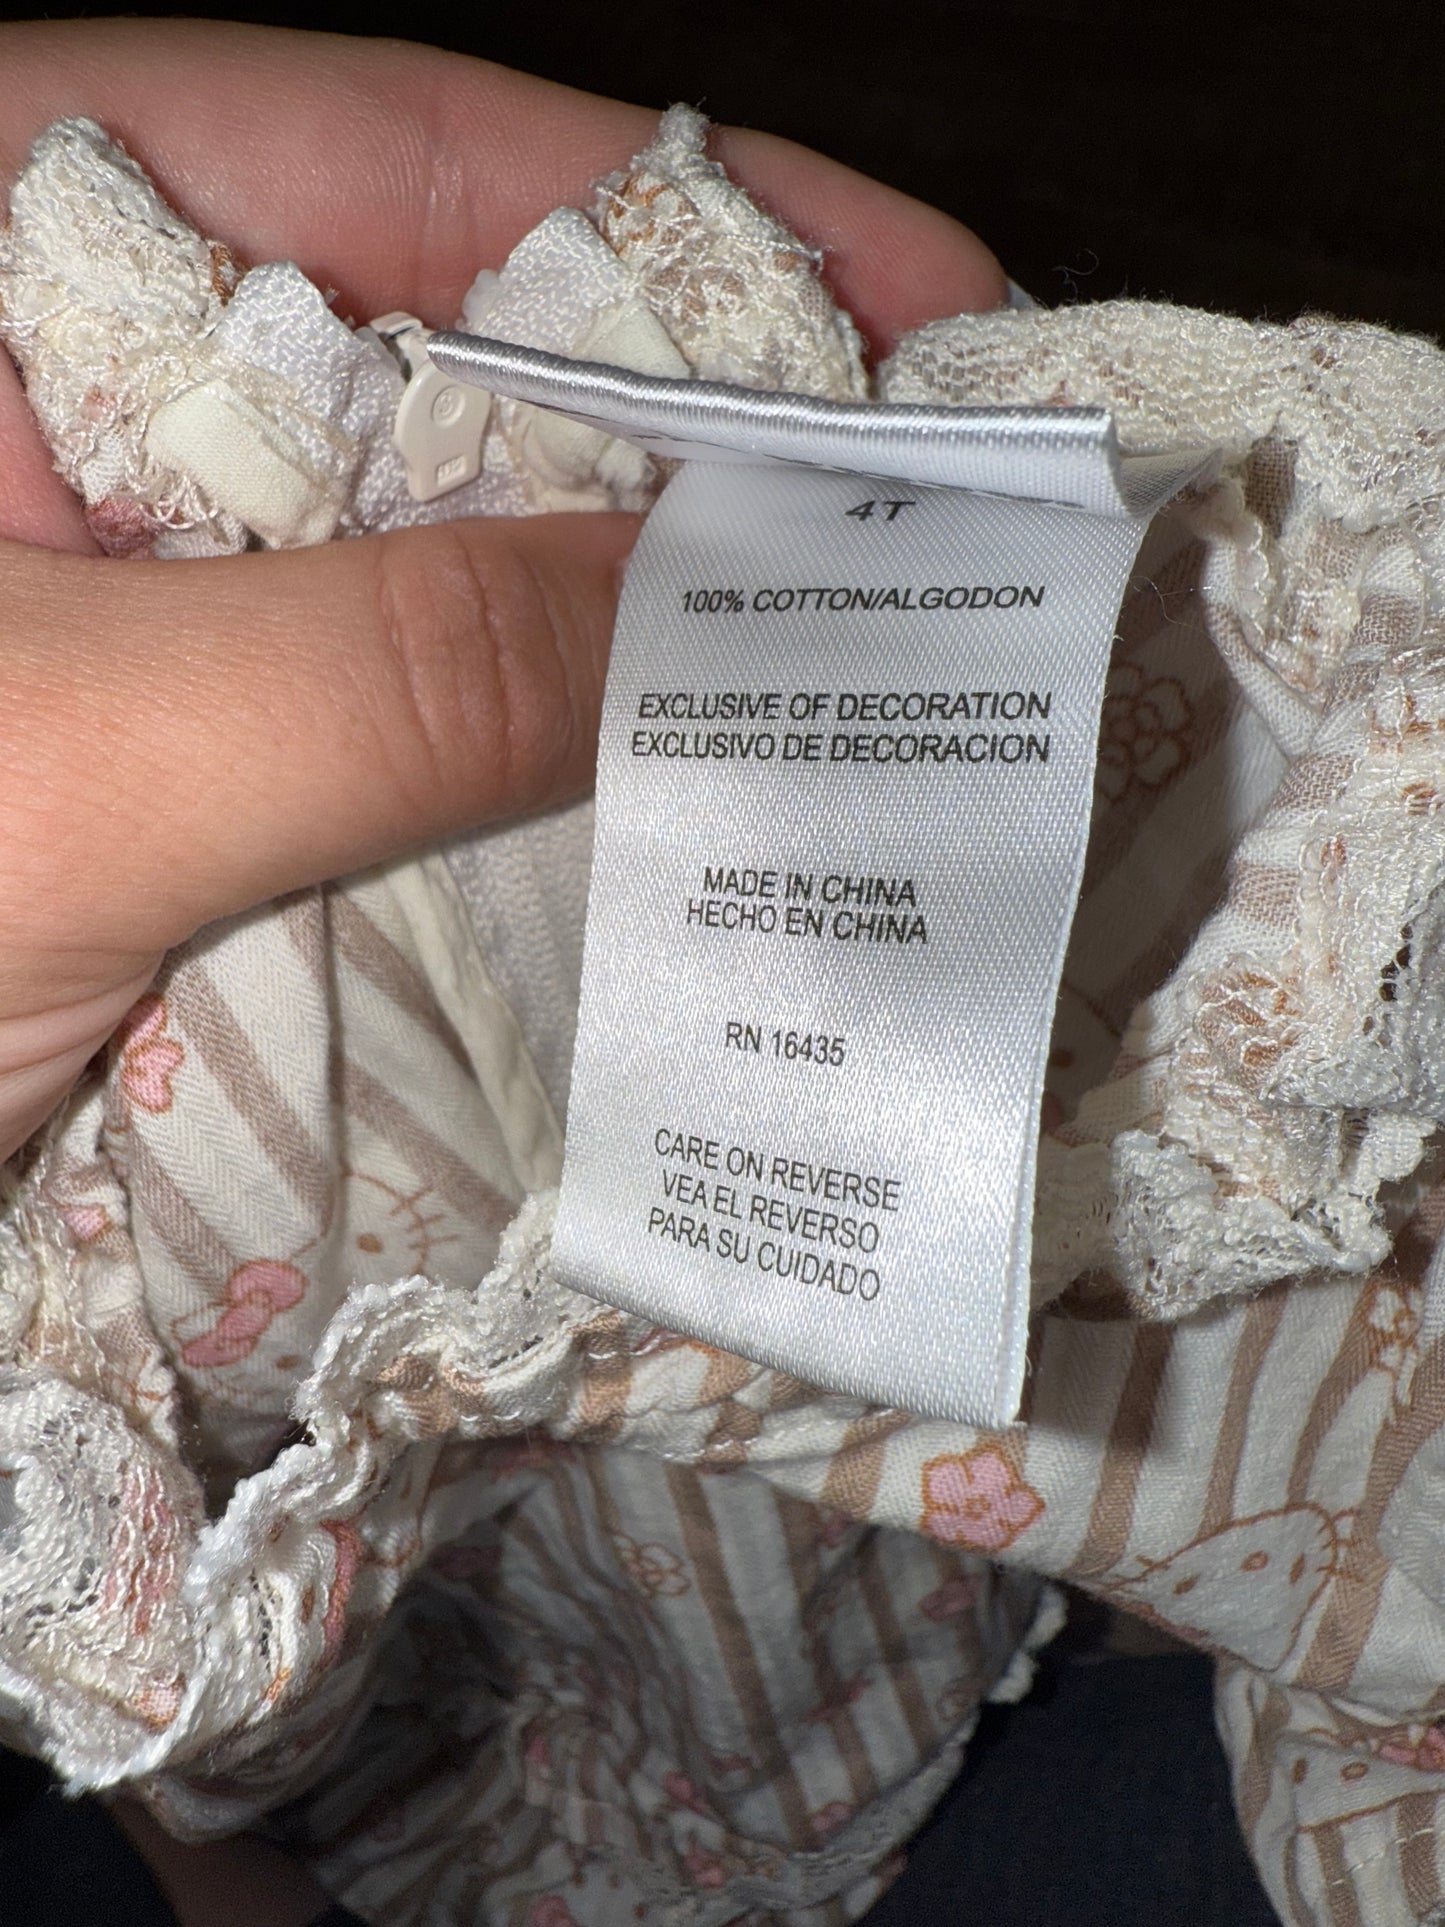 4T
100% COTTON/ALGODON
EXCLUSIVE OF DECORATION
EXCLUSIVO DE DECORACION
MADE IN CHINA
HECHO EN CHINA
RN 16435
CARE ON REVERSE
VEA EL REVERSO
PARA SU CUIDADO